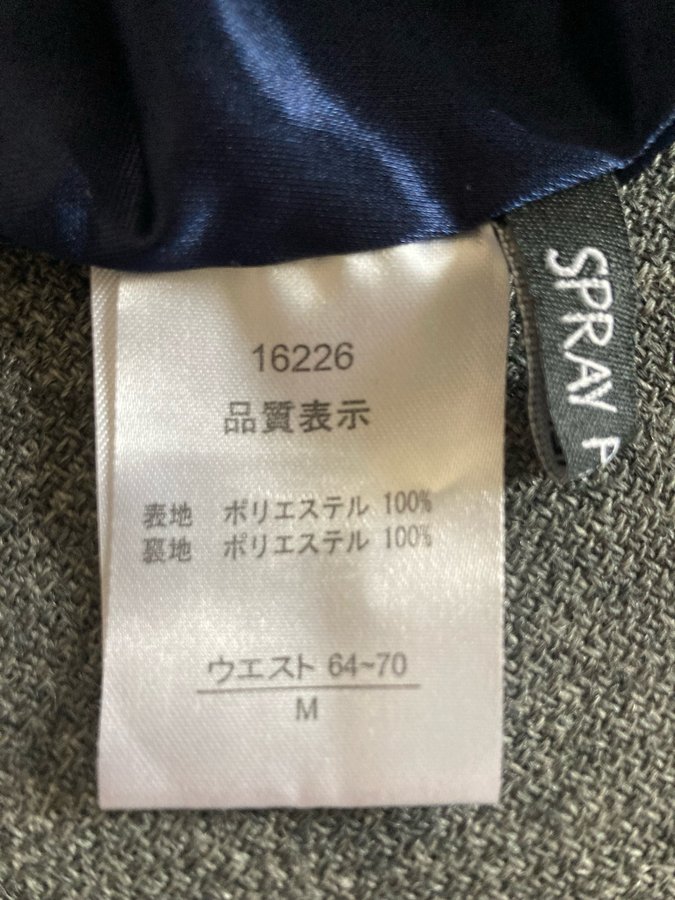 16226
品質表示
表地 ポリエステル 100%
裏地 ポリエステル 100%
ウエスト 64~70
M
SPRAY P